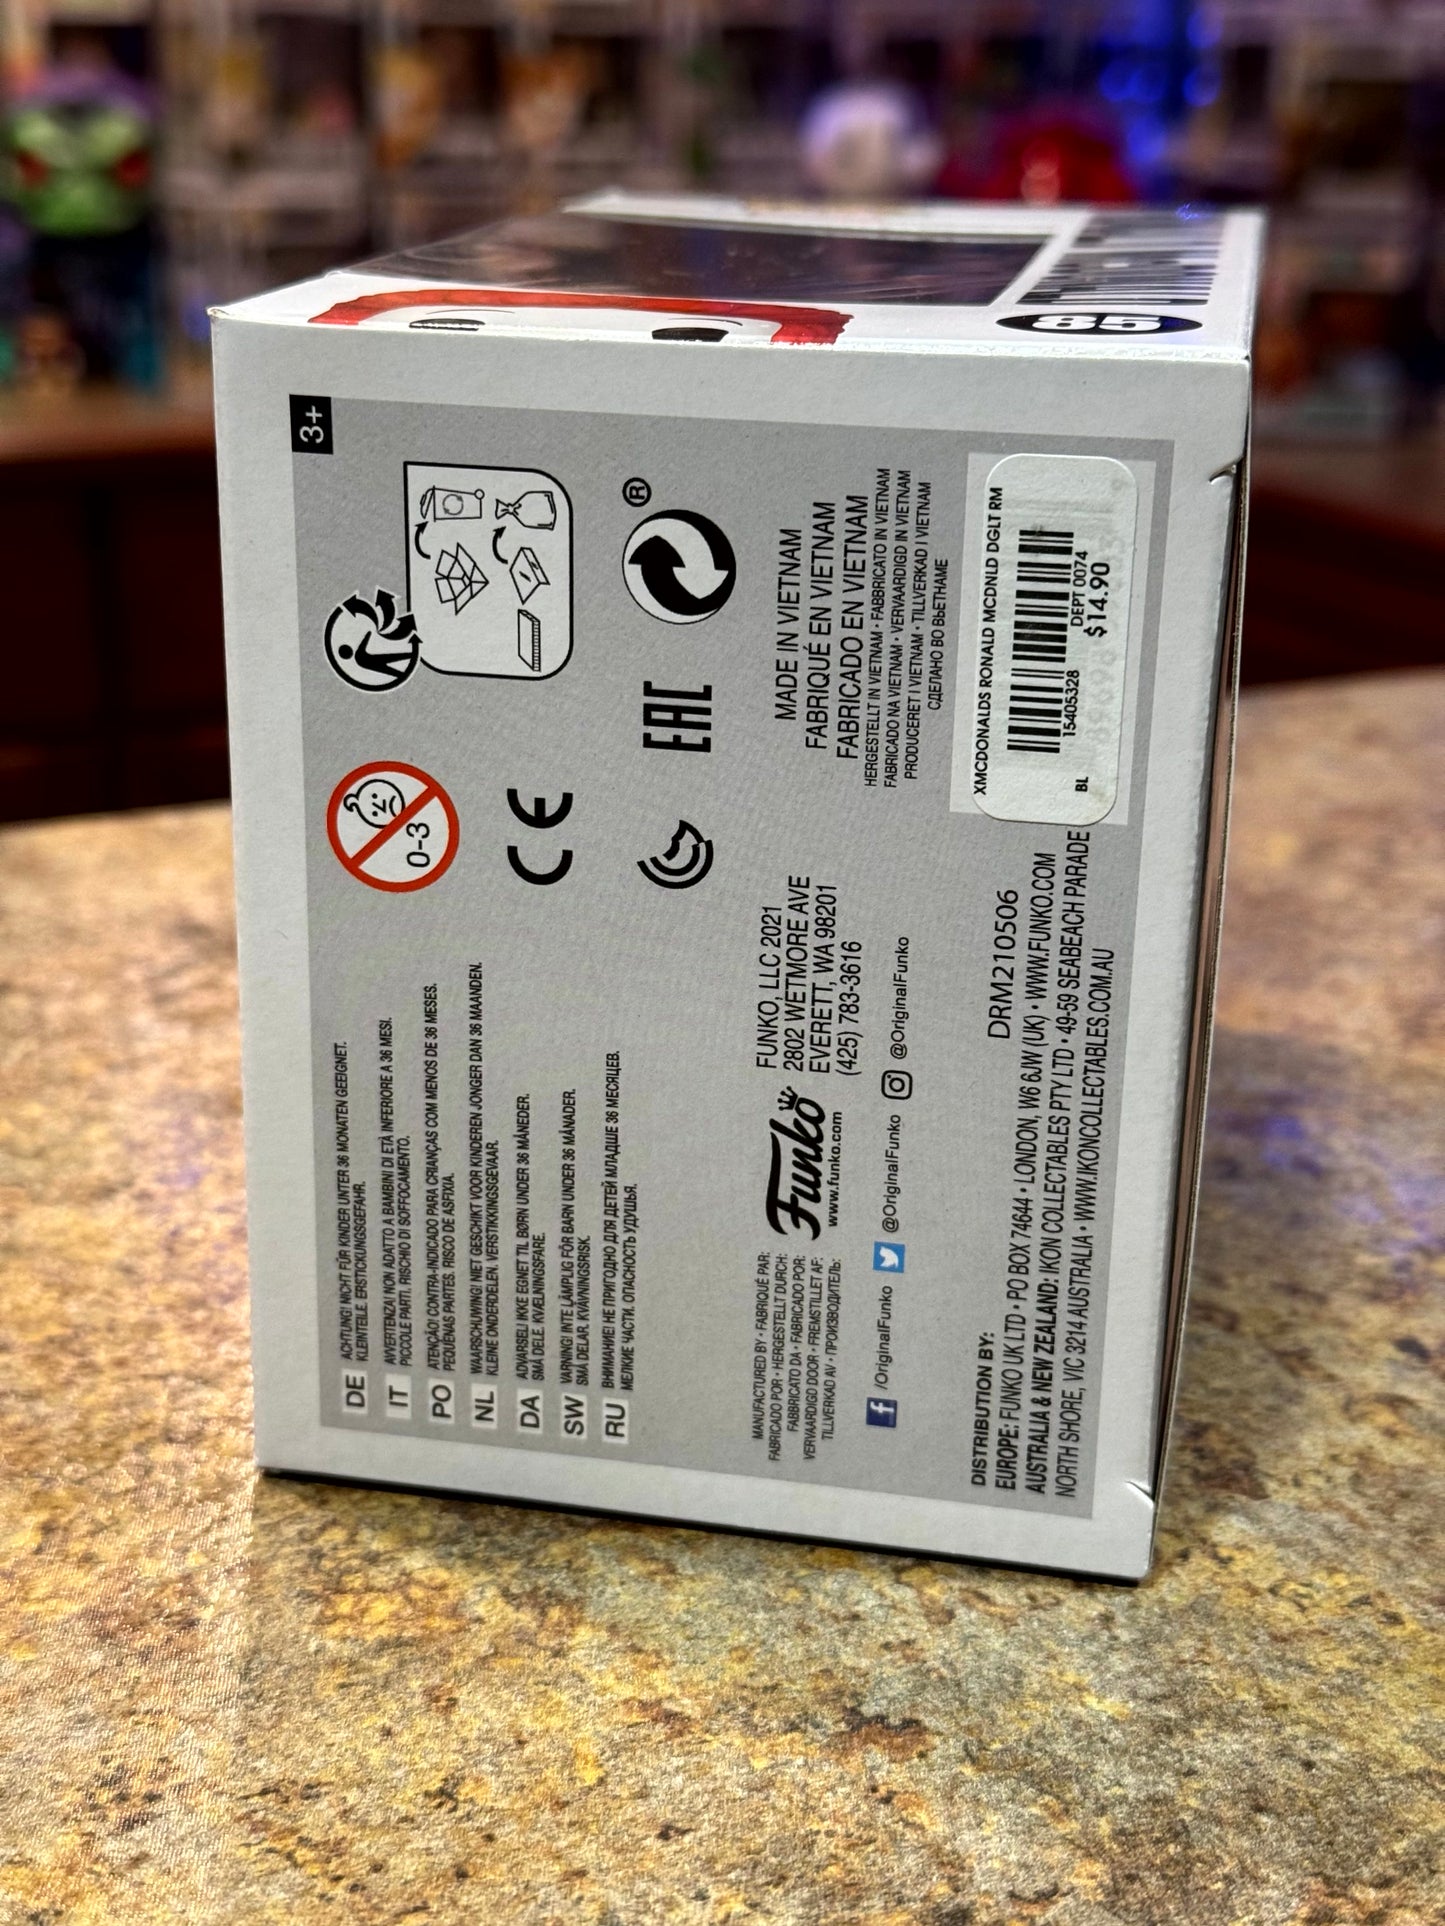 85
3+
DE
ACHTUNG! NICHT FÜR KINDER UNTER 36 MONATEN GEEIGNET.
KLEINTEILE. ERSTICKUNGSGEFAHR.
IT
AVVERTENZA! NON ADATTO A BAMBINI DI ETÀ INFERIORE A 36 MESI.
PICCOLE PARTI. RISCHIO DI SOFFOCAMENTO.
PO
ATENÇÃO! CONTRA-INDICADO PARA CRIANÇAS COM MENOS DE 36 MESES.
PEQUENAS PARTES. RISCO DE ASFIXIA.
NL
WAARSCHUWING! NIET GESCHIKT VOOR KINDEREN JONGER DAN 36 MAANDEN.
KLEINE ONDERDELEN. VERSTIKKINGSGEVAAR.
DA
ADVARSEL! IKKE EGNET TIL BØRN UNDER 36 MÅNEDER.
SMÅ DELE. KVÆLNINGSFARE.
SW
VARNING! INTE LÄMPLIG FÖR BARN UNDER 36 MÅNADER.
SMÅ DELAR. KVÄVNINGSRISK.
RU
ВНИМАНИЕ! НЕ ПРИГОДНО ДЛЯ ДЕТЕЙ МЛАДШЕ 36 МЕСЯЦЕВ.
МЕЛКИЕ ЧАСТИ. ОПАСНОСТЬ УДУШЬЯ.
0-3
CE
EAC
®
MANUFACTURED BY • FABRIQUÉ PAR:
FABRICADO POR • HERGESTELLT DURCH:
FABBRICATO DA • FABRICADO POR:
VERVAARDIGD DOOR • FREMSTILLET AF:
TILLVERKAD AV • ПРОИЗВОДИТЕЛЬ:
Funko
www.funko.com
FUNKO, LLC 2021
2802 WETMORE AVE
EVERETT, WA 98201
(425) 783-3616
/OriginalFunko
@OriginalFunko
@OriginalFunko
MADE IN VIETNAM
FABRIQUÉ EN VIETNAM
FABRICADO EN VIETNAM
HERGESTELLT IN VIETNAM • FABBRICATO IN VIETNAM
FABRICADO NA VIETNAM • VERVAARDIGD IN VIETNAM
PRODUCERET I VIETNAM • TILLVERKAD I VIETNAM
СДЕЛАНО ВО ВЬЕТНАМЕ
DRM210506
DISTRIBUTION BY:
EUROPE: FUNKO UK LTD • PO BOX 74644 • LONDON, W6 6JW (UK) • WWW.FUNKO.COM
AUSTRALIA & NEW ZEALAND: IKON COLLECTABLES PTY LTD • 49-59 SEABEACH PARADE
NORTH SHORE, VIC 3214 AUSTRALIA • WWW.IKONCOLLECTABLES.COM.AU
XMCDONALDS RONALD MCDNLD DGLT RM
15405328
DEPT 0074
BL
$14.90